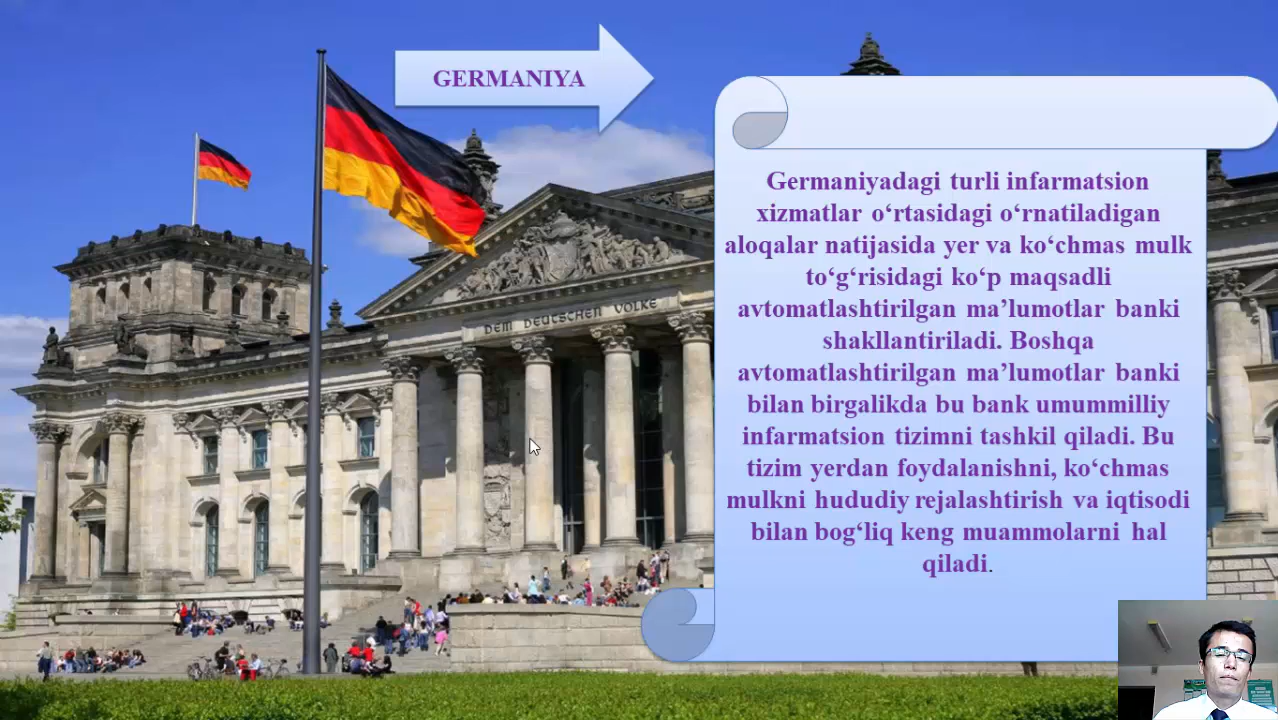 GERMANIYA
Germaniyadagi turli infarmatsion
xizmatlar o‘rtasidagi o‘rnatiladigan
aloqalar natijasida yer va ko‘chmas mulk
to‘g‘risidagi ko‘p maqsadli
avtomatlashtirilgan ma’lumotlar banki
shakllantiriladi. Boshqa
avtomatlashtirilgan ma’lumotlar banki
bilan birgalikda bu bank umummilliy
infarmatsion tizimni tashkil qiladi. Bu
tizim yerdan foydalanishni, ko‘chmas
mulkni hududiy rejalashtirish va iqtisodi
bilan bog‘liq keng muammolarni hal
qiladi.
DEM DEUTSCHEN VOLKE